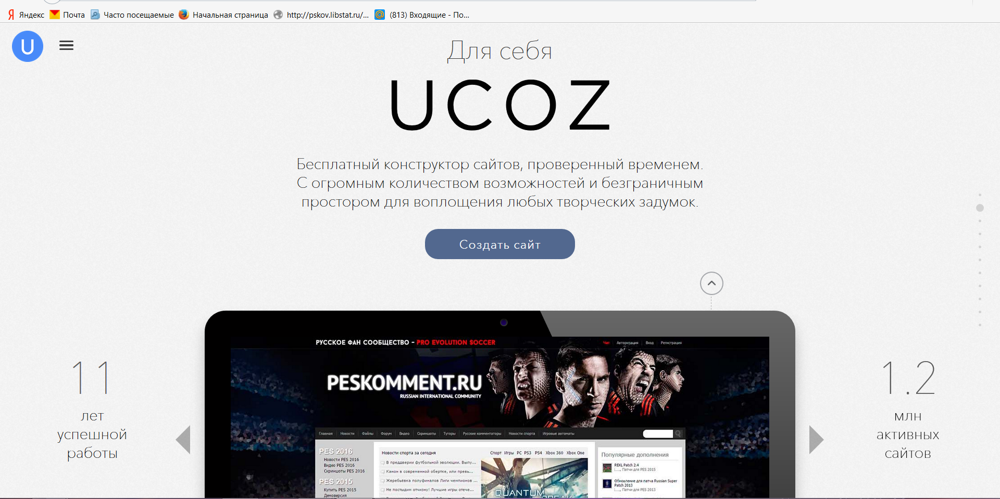 Яндекс Почта Часто посещаемые Начальная страница http://pskov.libstat.ru/... (813) Входящие - По...
U
Для себя
UCOZ
Бесплатный конструктор сайтов, проверенный временем.
С огромным количеством возможностей и безграничным
простором для воплощения любых творческих задумок.
Создать сайт
11
лет
успешной
работы
1.2
млн
активных
сайтов
РУССКОЕ ФАН СООБЩЕСТВО – PRO EVOLUTION SOCCER
Чат Авторизация Вход Регистрация
PESKOMMENT.RU
RUSSIAN INTERNATIONAL COMMUNITY
Главная Новости Файлы Форум Видео Скриншоты Туторы Русские комментаторы Новости спорта Игровые автоматы
PES 2016
Новости PES 2016
Видео PES 2016
Скриншоты PES 2016
PES 2015
Купить PES 2015
Демоверсия
Новости спорта за сегодня
Спорт Игры PC PS3 PS4 Xbox 360 Xbox One
В преддверии футбольной эволюции. Выпу...
Канон в современной обертке, или превь...
Жеребьёвка полуфиналов Лиги чемпионов ...
Не постыдим отчизну! Лучшие игры отече...
QUANTUM
BREAK
Популярные дополнения
REKL Patch 2.4
Патчи для PES 2015
Обновление для патча Russian Super
Patch 2013
Патчи для PES 2013